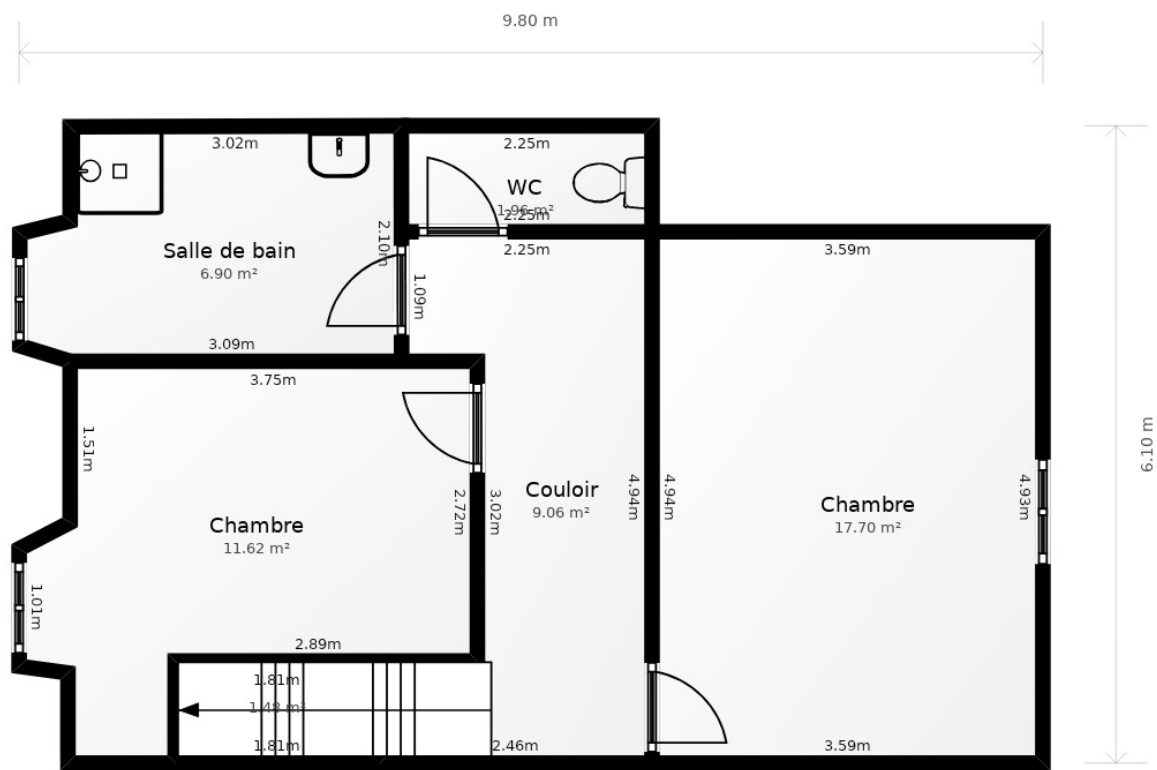 9.80 m
3.02m
2.25m
WC
1.96 m²
2.25m
2.10m
Salle de bain
6.90 m²
2.25m
3.59m
1.09m
3.09m
3.75m
1.51m
Chambre
11.62 m²
2.72m
3.02m
Couloir
9.06 m²
4.94m
4.94m
Chambre
17.70 m²
4.93m
6.10 m
1.01m
2.89m
1.81m
1.48 m²
1.81m
2.46m
3.59m